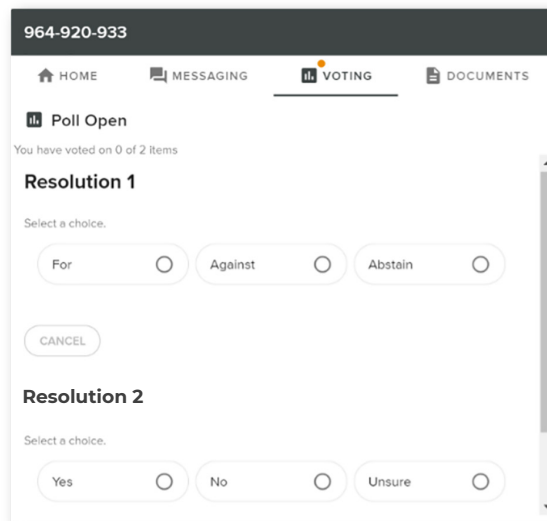 964-920-933
HOME MESSAGING VOTING DOCUMENTS
Poll Open
You have voted on 0 of 2 items
Resolution 1
Select a choice.
For Against Abstain
CANCEL
Resolution 2
Select a choice.
Yes No Unsure